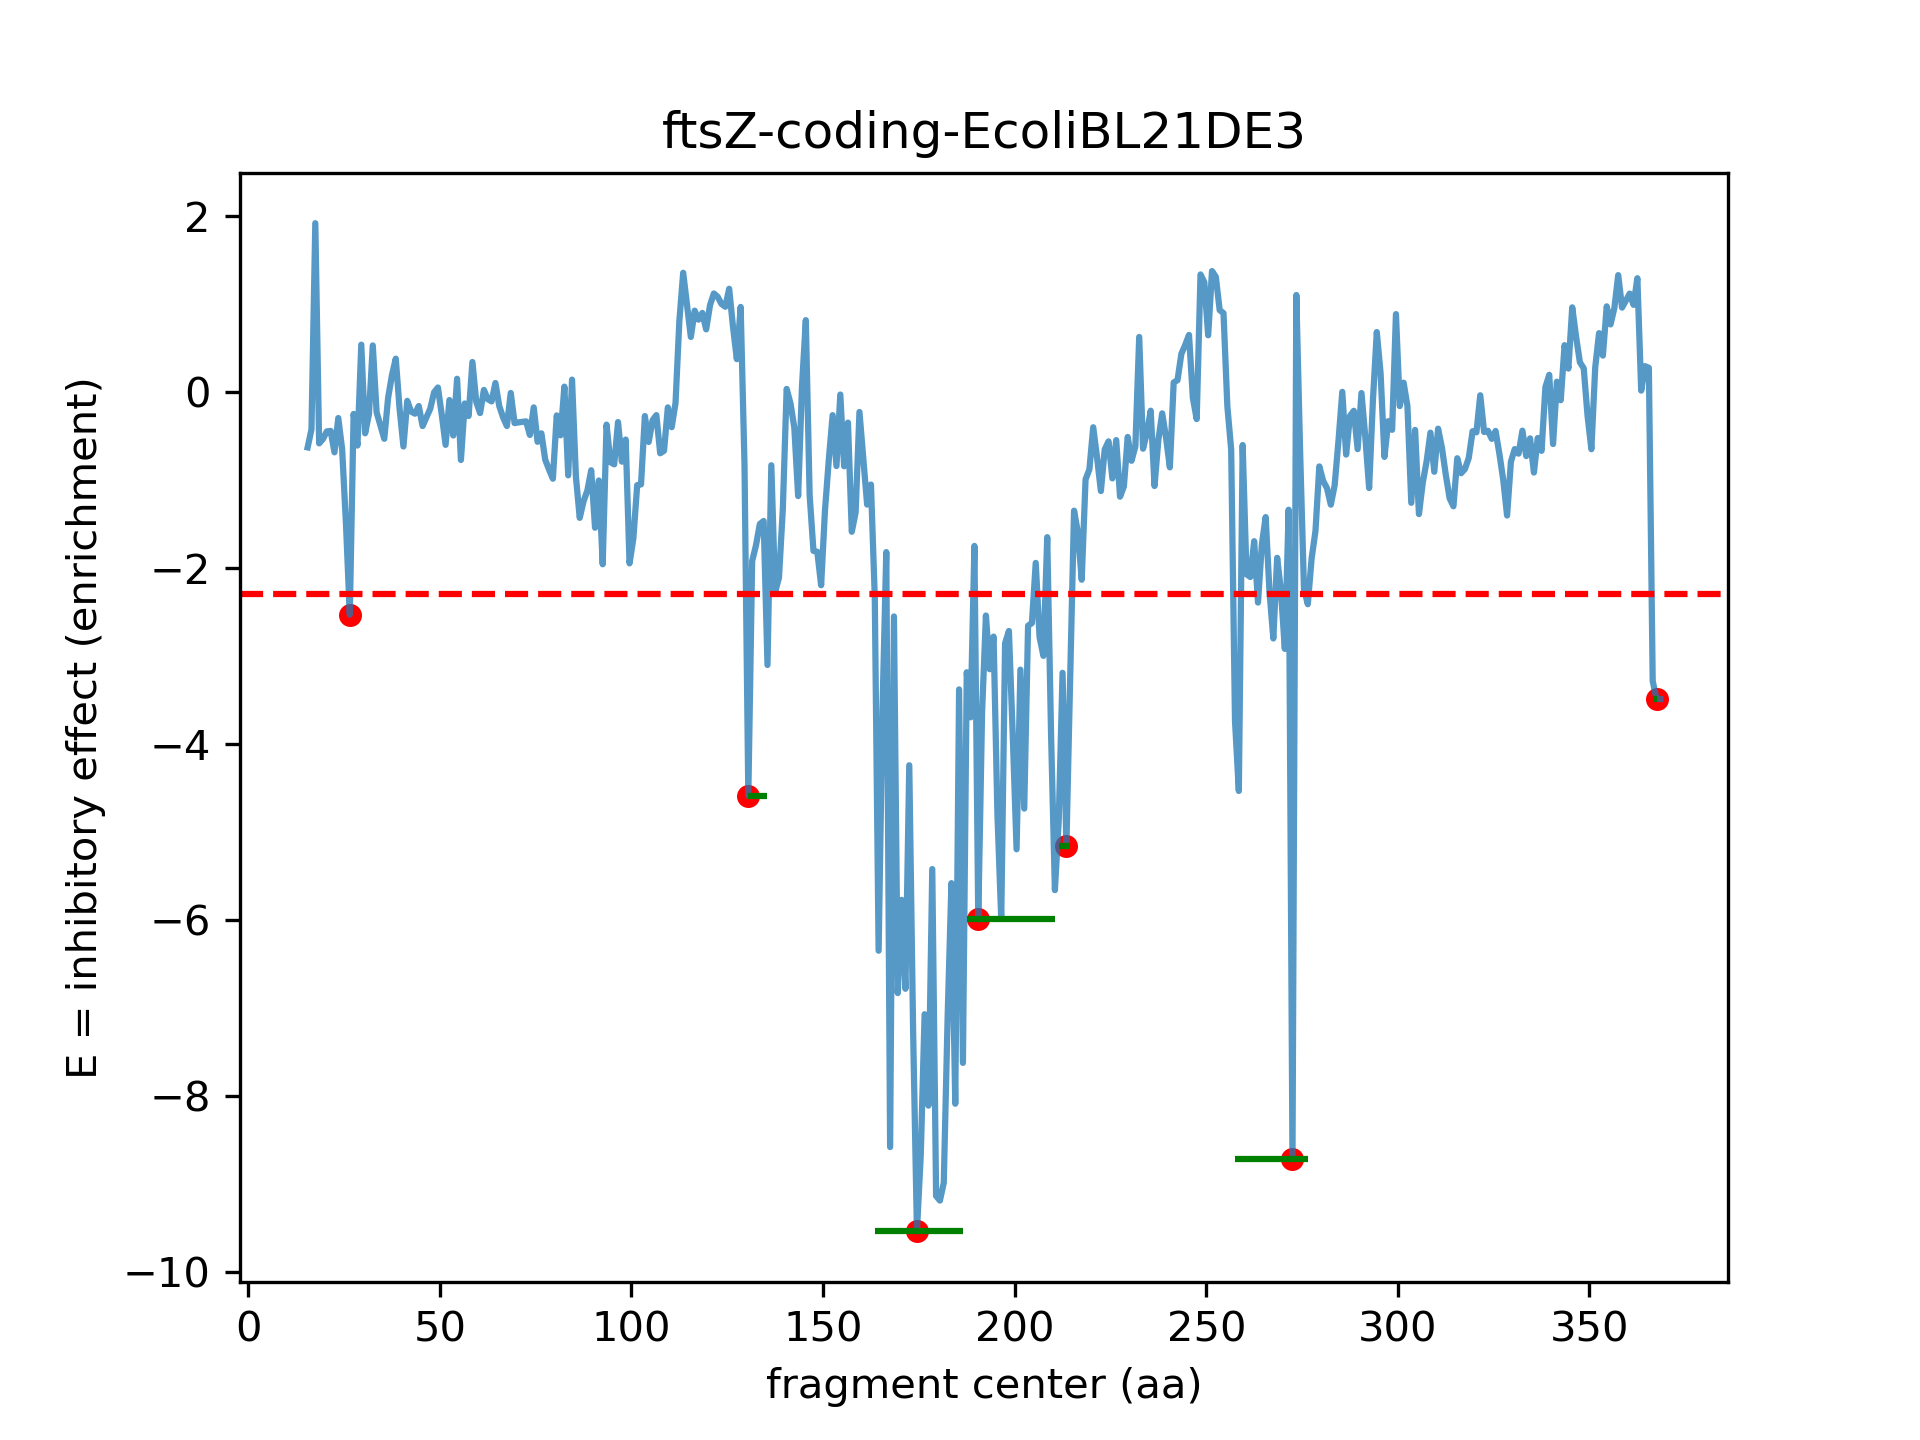 ftsZ-coding-EcoliBL21DE3
E = inhibitory effect (enrichment)
2
0
−2
−4
−6
−8
−10
0 50 100 150 200 250 300 350
fragment center (aa)